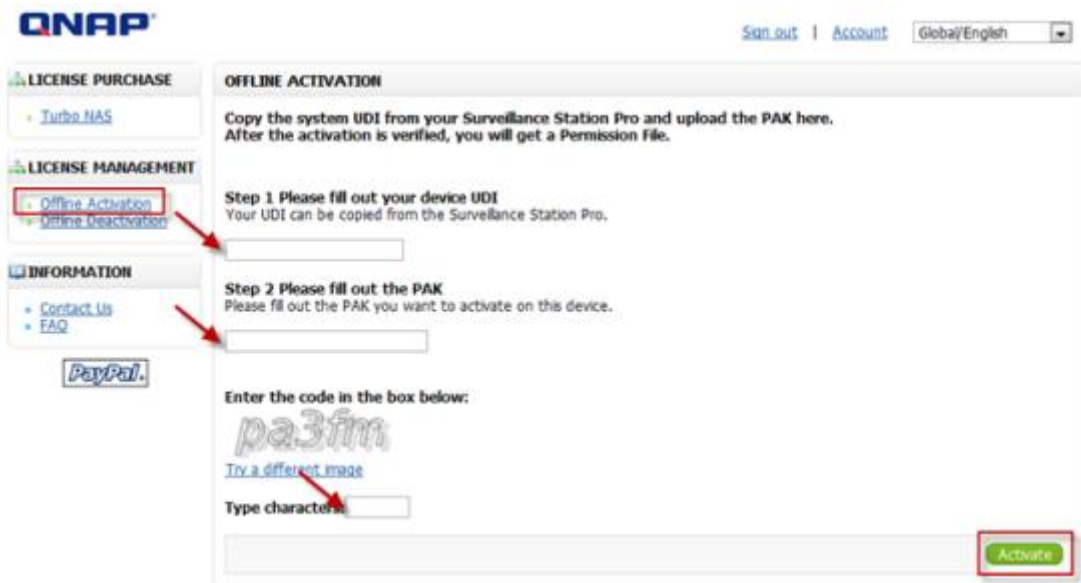 QNAP
Sign out | Account Global/English
LICENSE PURCHASE
Turbo NAS
LICENSE MANAGEMENT
Offline Activation
Offline Deactivation
INFORMATION
Contact Us
FAQ
PayPal.
OFFLINE ACTIVATION
Copy the system UDI from your Surveillance Station Pro and upload the PAK here.
After the activation is verified, you will get a Permission File.
Step 1 Please fill out your device UDI
Your UDI can be copied from the Surveillance Station Pro.
Step 2 Please fill out the PAK
Please fill out the PAK you want to activate on this device.
Enter the code in the box below:
pa3fm
Try a different image
Type characters
Activate